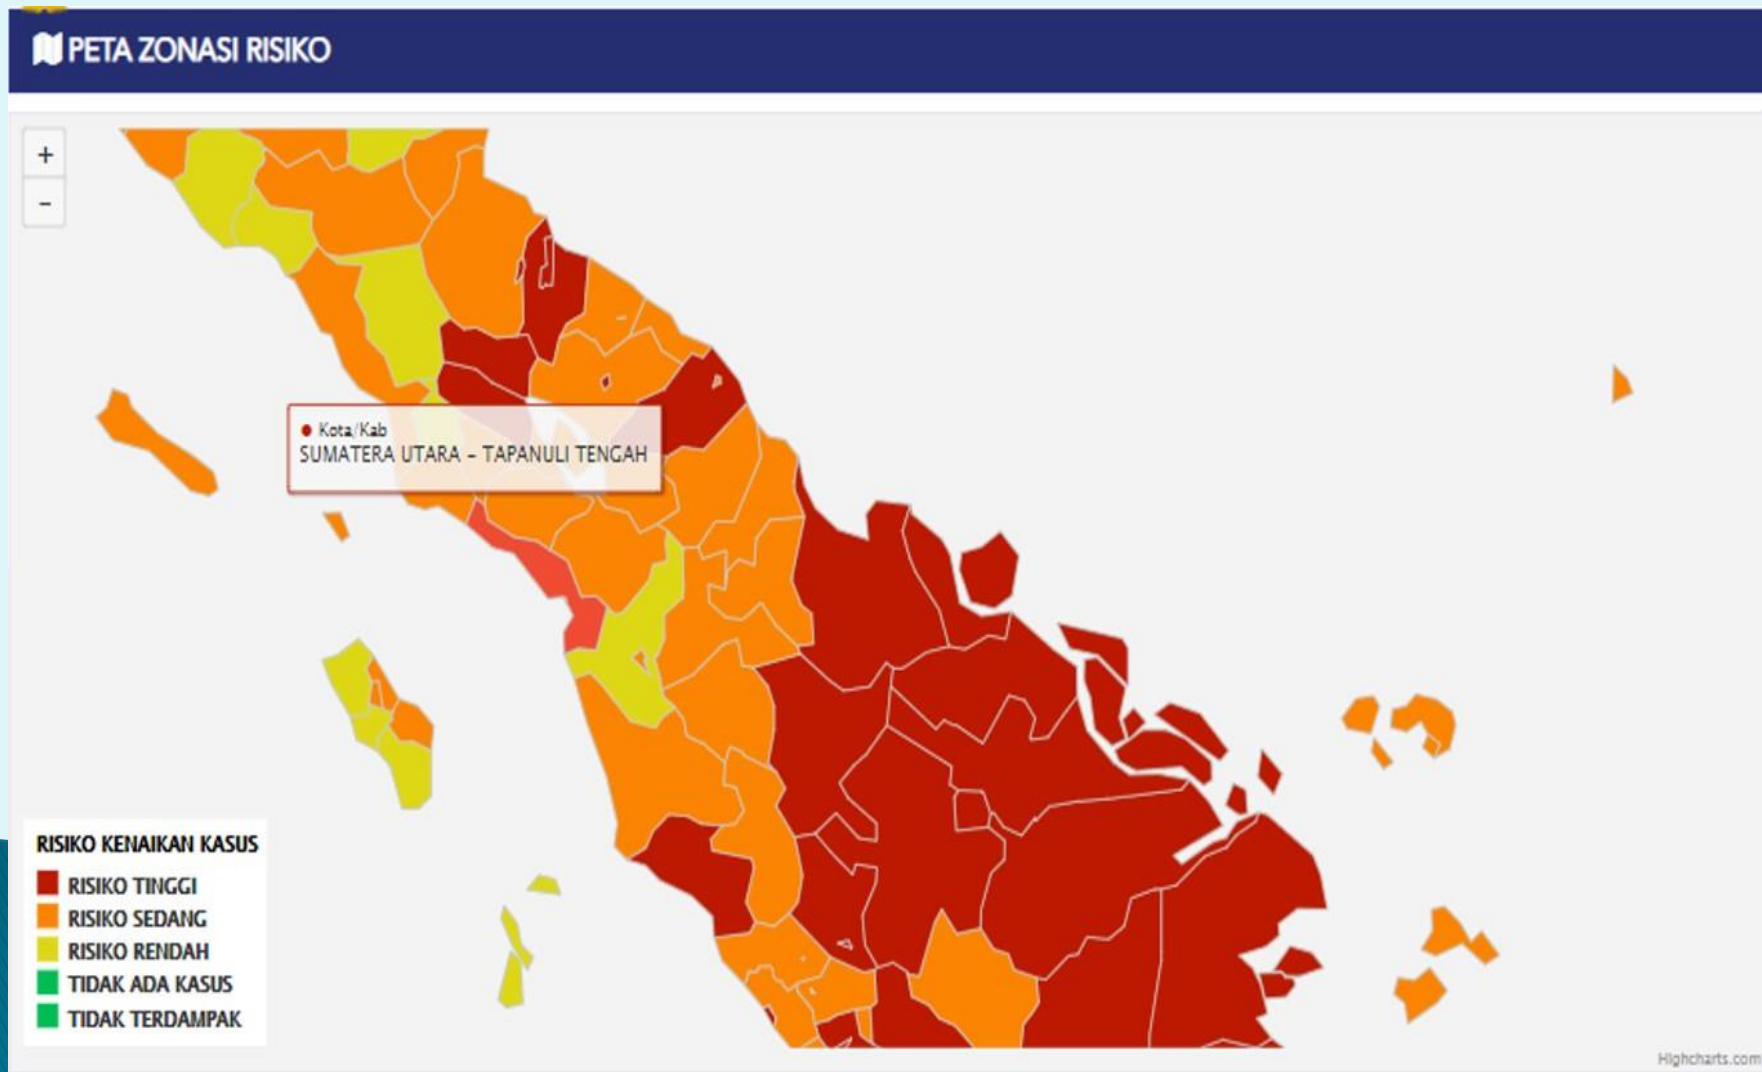 PETA ZONASI RISIKO
+
-
● Kota/Kab
SUMATERA UTARA - TAPANULI TENGAH
RISIKO KENAIKAN KASUS
RISIKO TINGGI
RISIKO SEDANG
RISIKO RENDAH
TIDAK ADA KASUS
TIDAK TERDAMPAK
Highcharts.com